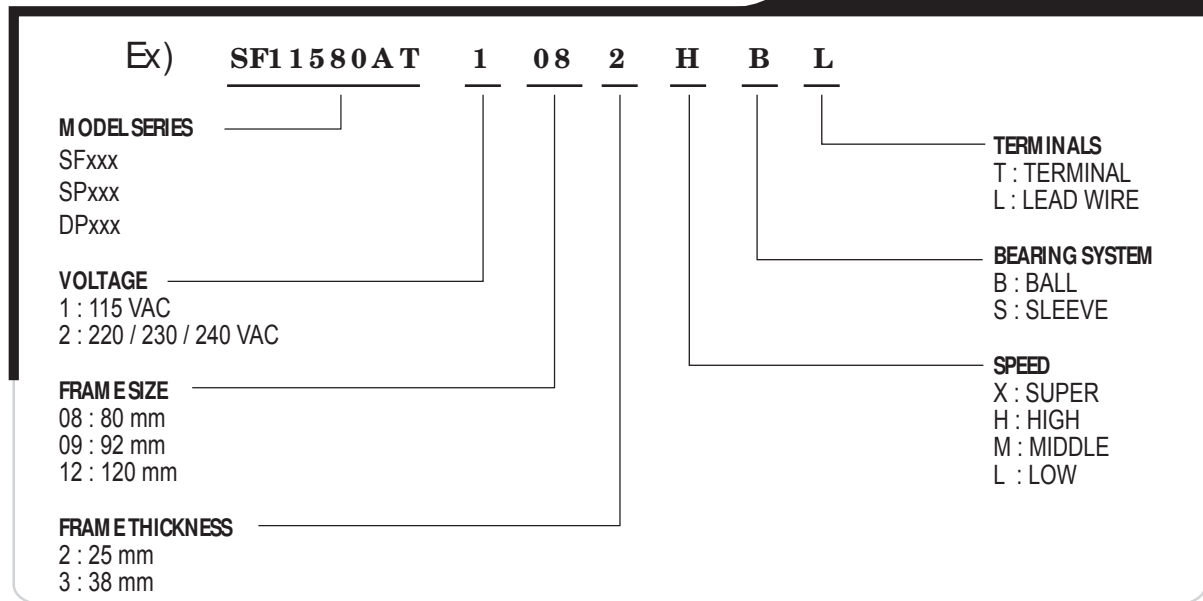 Ex) SF11580AT 1 08 2 H B L
MODEL SERIES
SFxxx
SPxxx
DPxxx
VOLTAGE
1 : 115 VAC
2 : 220 / 230 / 240 VAC
FRAME SIZE
08 : 80 mm
09 : 92 mm
12 : 120 mm
FRAME THICKNESS
2 : 25 mm
3 : 38 mm
TERMINALS
T : TERMINAL
L : LEAD WIRE
BEARING SYSTEM
B : BALL
S : SLEEVE
SPEED
X : SUPER
H : HIGH
M : MIDDLE
L : LOW